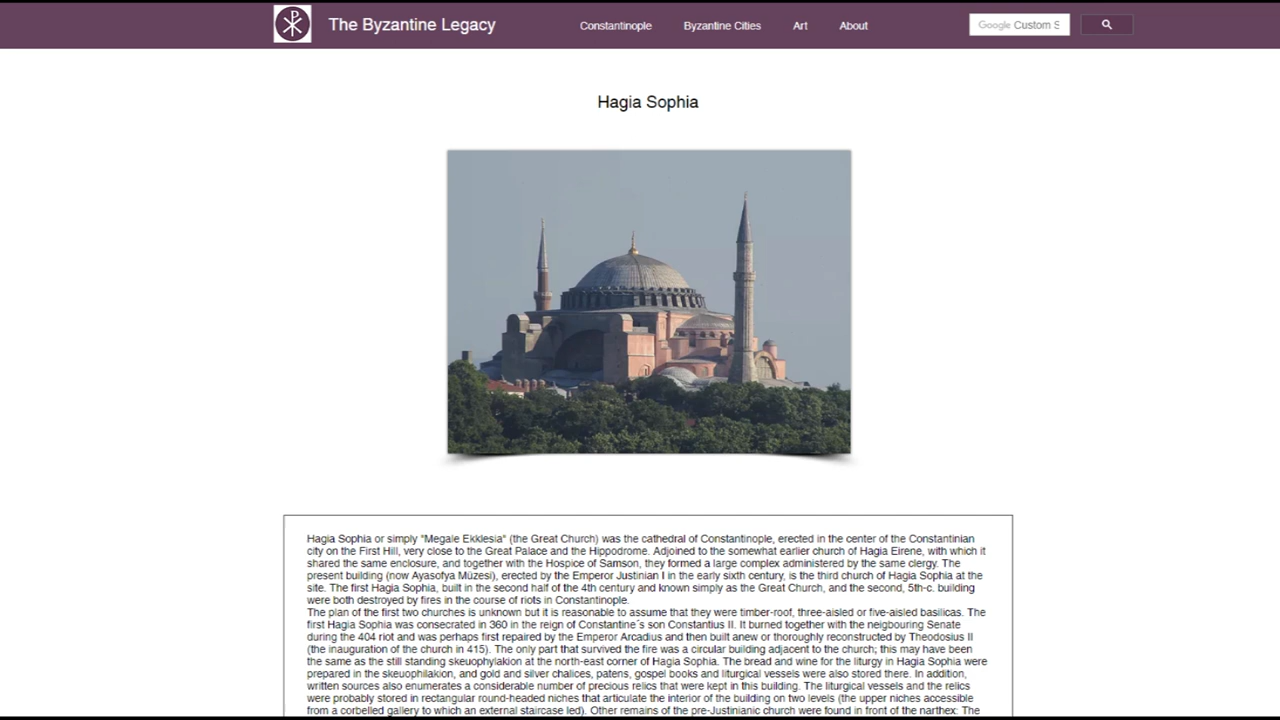 The Byzantine Legacy
Constantinople
Byzantine Cities
Art
About
Google Custom S
Hagia Sophia
Hagia Sophia or simply "Megale Ekklesia" (the Great Church) was the cathedral of Constantinople, erected in the center of the Constantinian
city on the First Hill, very close to the Great Palace and the Hippodrome. Adjoined to the somewhat earlier church of Hagia Eirene, with which it
shared the same enclosure, and together with the Hospice of Samson, they formed a large complex administered by the same clergy. The
present building (now Ayasofya Müzesi), erected by the Emperor Justinian I in the early sixth century, is the third church of Hagia Sophia at the
site. The first Hagia Sophia, built in the second half of the 4th century and known simply as the Great Church, and the second, 5th-c. building
were both destroyed by fires in the course of riots in Constantinople.
The plan of the first two churches is unknown but it is reasonable to assume that they were timber-roof, three-aisled or five-aisled basilicas. The
first Hagia Sophia was consecrated in 360 in the reign of Constantine´s son Constantius II. It burned together with the neigbouring Senate
during the 404 riot and was perhaps first repaired by the Emperor Arcadius and then built anew or thoroughly reconstructed by Theodosius II
(the inauguration of the church in 415). The only part that survived the fire was a circular building adjacent to the church; this may have been
the same as the still standing skeuophylakion at the north-east corner of Hagia Sophia. The bread and wine for the liturgy in Hagia Sophia were
prepared in the skeuophilakion, and gold and silver chalices, patens, gospel books and liturgical vessels were also stored there. In addition,
written sources also enumerates a considerable number of precious relics that were kept in this building. The liturgical vessels and the relics
were probably stored in rectangular round-headed niches that articulate the interior of the building on two levels (the upper niches accessible
from a corbelled gallery to which an external staircase led). Other remains of the pre-Justinianic church were found in front of the narthex: The